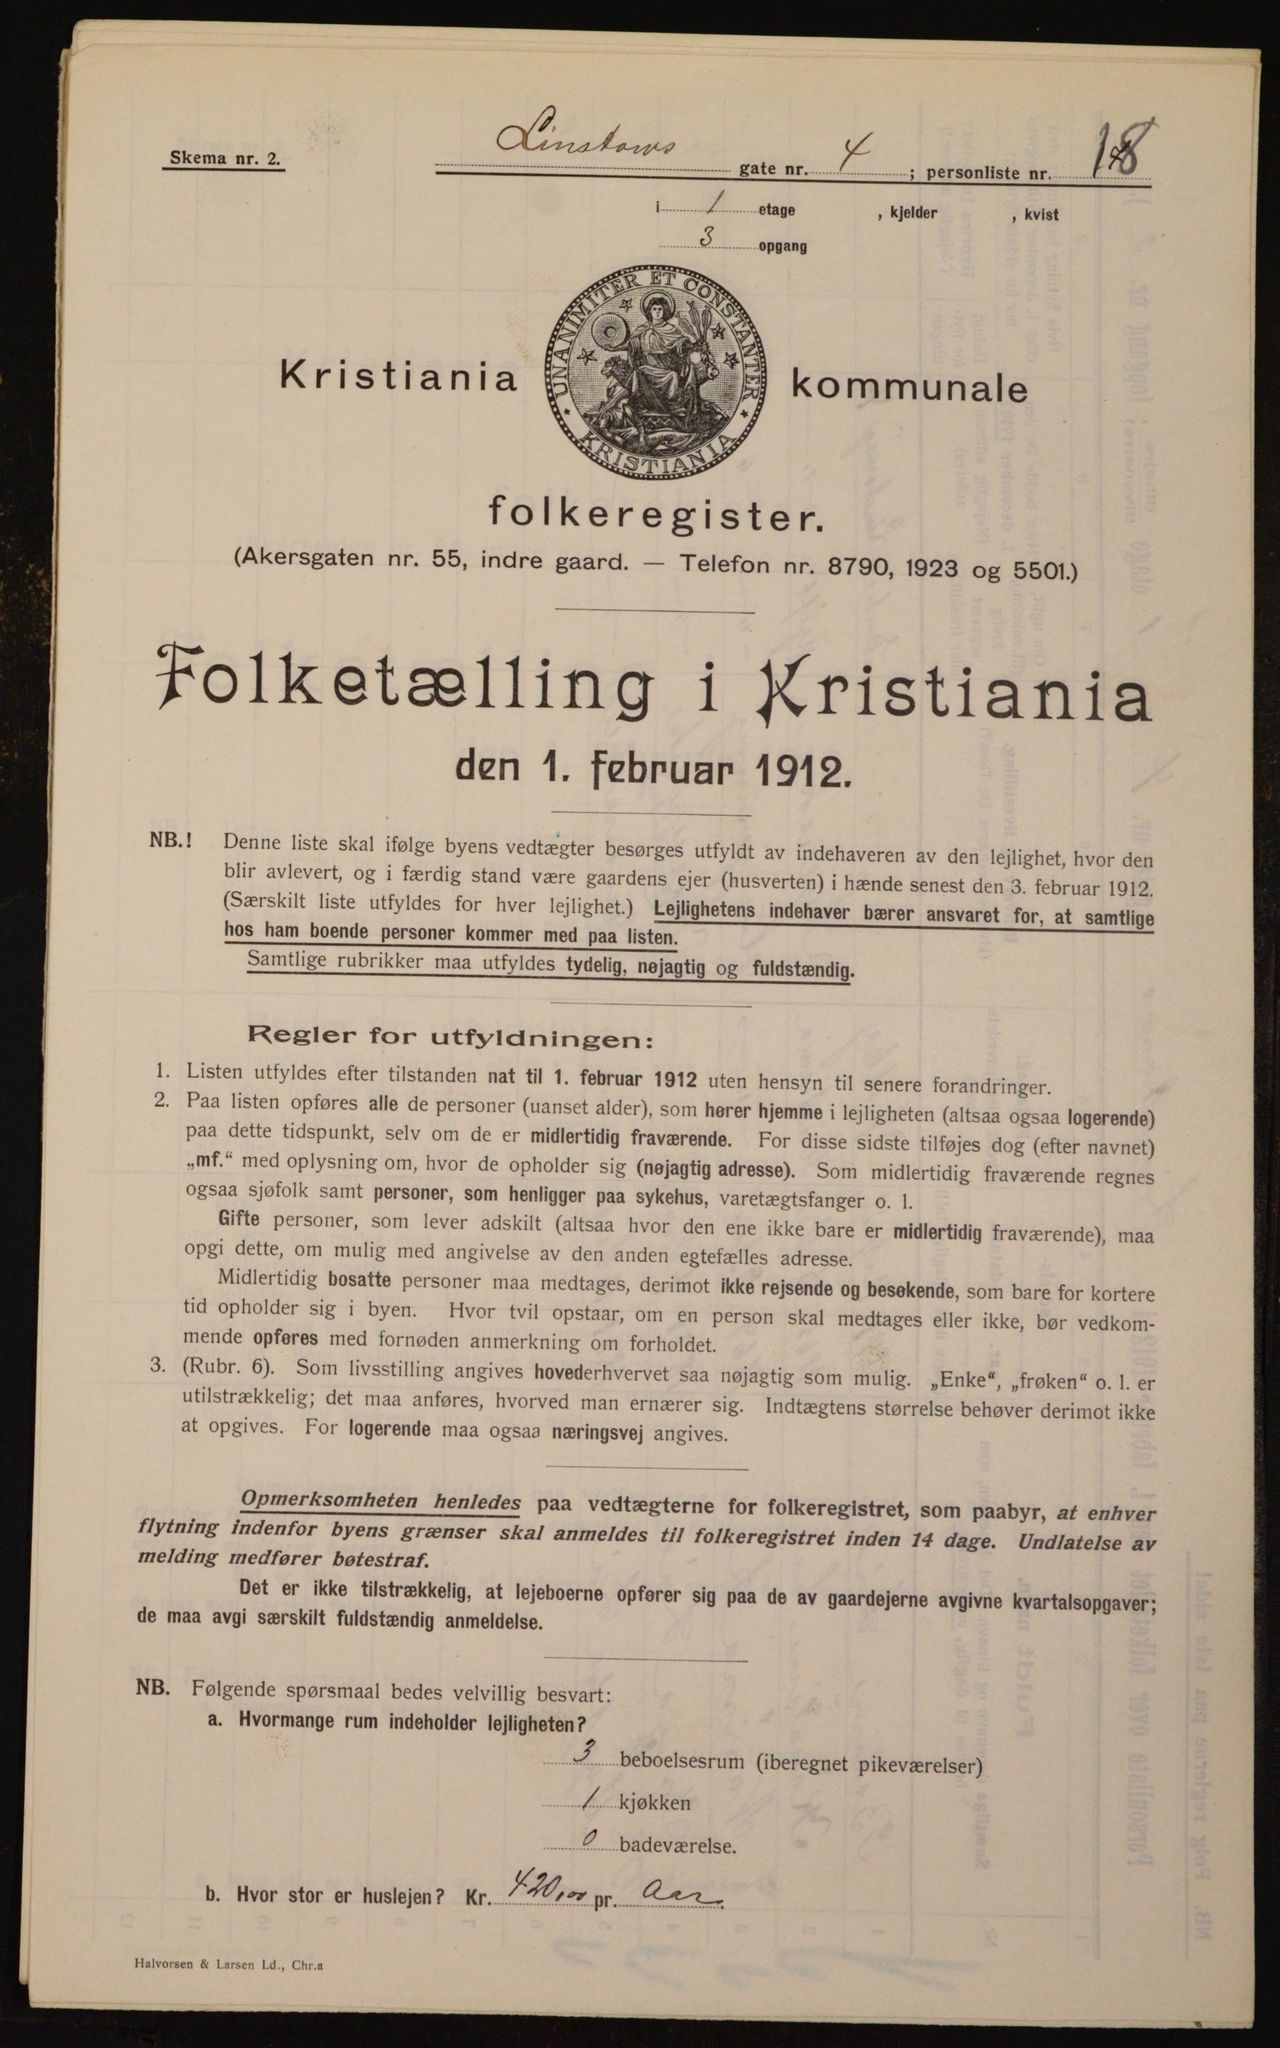 Skema nr. 2.
Linstows gate nr. 4; personliste nr. 18
i 1 etage , kjelder , kvist
3 opgang
UNANIMITER ET CONSTANTER
KRISTIANIA
Kristiania kommunale
folkeregister.
(Akersgaten nr. 55, indre gaard. — Telefon nr. 8790, 1923 og 5501.)
Folketælling i Kristiania
den 1. februar 1912.
NB.! Denne liste skal ifølge byens vedtægter besørges utfyldt av indehaveren av den lejlighet, hvor den
blir avlevert, og i færdig stand være gaardens ejer (husverten) i hænde senest den 3. februar 1912.
(Særskilt liste utfyldes for hver lejlighet.) Lejlighetens indehaver bærer ansvaret for, at samtlige
hos ham boende personer kommer med paa listen.
Samtlige rubrikker maa utfyldes tydelig, nøjagtig og fuldstændig.
Regler for utfyldningen:
1. Listen utfyldes efter tilstanden nat til 1. februar 1912 uten hensyn til senere forandringer.
2. Paa listen opføres alle de personer (uanset alder), som hører hjemme i lejligheten (altsaa ogsaa logerende)
paa dette tidspunkt, selv om de er midlertidig fraværende. For disse sidste tilføjes dog (efter navnet)
„mf.“ med oplysning om, hvor de opholder sig (nøjagtig adresse). Som midlertidig fraværende regnes
ogsaa sjøfolk samt personer, som henligger paa sykehus, varetægtsfanger o. l.
Gifte personer, som lever adskilt (altsaa hvor den ene ikke bare er midlertidig fraværende), maa
opgi dette, om mulig med angivelse av den anden egtefælles adresse.
Midlertidig bosatte personer maa medtages, derimot ikke rejsende og besøkende, som bare for kortere
tid opholder sig i byen. Hvor tvil opstaar, om en person skal medtages eller ikke, bør vedkom-
mende opføres med fornøden anmerkning om forholdet.
3. (Rubr. 6). Som livsstilling angives hovederhvervet saa nøjagtig som mulig. „Enke“, „frøken“ o. l. er
utilstrækkelig; det maa anføres, hvorved man ernærer sig. Indtægtens størrelse behøver derimot ikke
at opgives. For logerende maa ogsaa næringsvej angives.
Opmerksomheten henledes paa vedtægterne for folkeregistret, som paabyr, at enhver
flytning indenfor byens grænser skal anmeldes til folkeregistret inden 14 dage. Undlatelse av
melding medfører bøtestraf.
Det er ikke tilstrækkelig, at lejeboerne opfører sig paa de av gaardejerne avgivne kvartalsopgaver;
de maa avgi særskilt fuldstændig anmeldelse.
NB. Følgende spørsmaal bedes velvillig besvart:
a. Hvormange rum indeholder lejligheten?
3 beboelsesrum (iberegnet pikeværelser)
1 kjøkken
0 badeværelse.
b. Hvor stor er huslejen? Kr. 420,00 pr. Aar.
Halvorsen & Larsen Ld., Chr.a